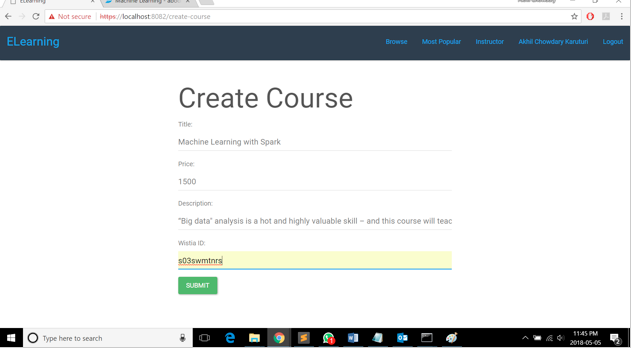 ELearning
Machine Learning - abou
Not secure | https://localhost:8082/create-course
ELearning
Browse
Most Popular
Instructor
Akhil Chowdary Karuturi
Logout
Create Course
Title:
Machine Learning with Spark
Price:
1500
Description:
"Big data" analysis is a hot and highly valuable skill – and this course will teac
Wistia ID:
s03swmtnrs
SUBMIT
Type here to search
11:45 PM
2018-05-05